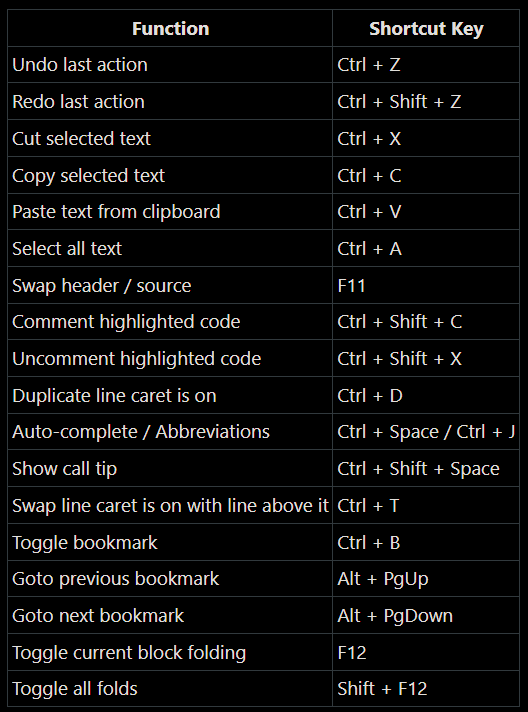 Function Shortcut Key
Undo last action Ctrl + Z
Redo last action Ctrl + Shift + Z
Cut selected text Ctrl + X
Copy selected text Ctrl + C
Paste text from clipboard Ctrl + V
Select all text Ctrl + A
Swap header / source F11
Comment highlighted code Ctrl + Shift + C
Uncomment highlighted code Ctrl + Shift + X
Duplicate line caret is on Ctrl + D
Auto-complete / Abbreviations Ctrl + Space / Ctrl + J
Show call tip Ctrl + Shift + Space
Swap line caret is on with line above it Ctrl + T
Toggle bookmark Ctrl + B
Goto previous bookmark Alt + PgUp
Goto next bookmark Alt + PgDown
Toggle current block folding F12
Toggle all folds Shift + F12